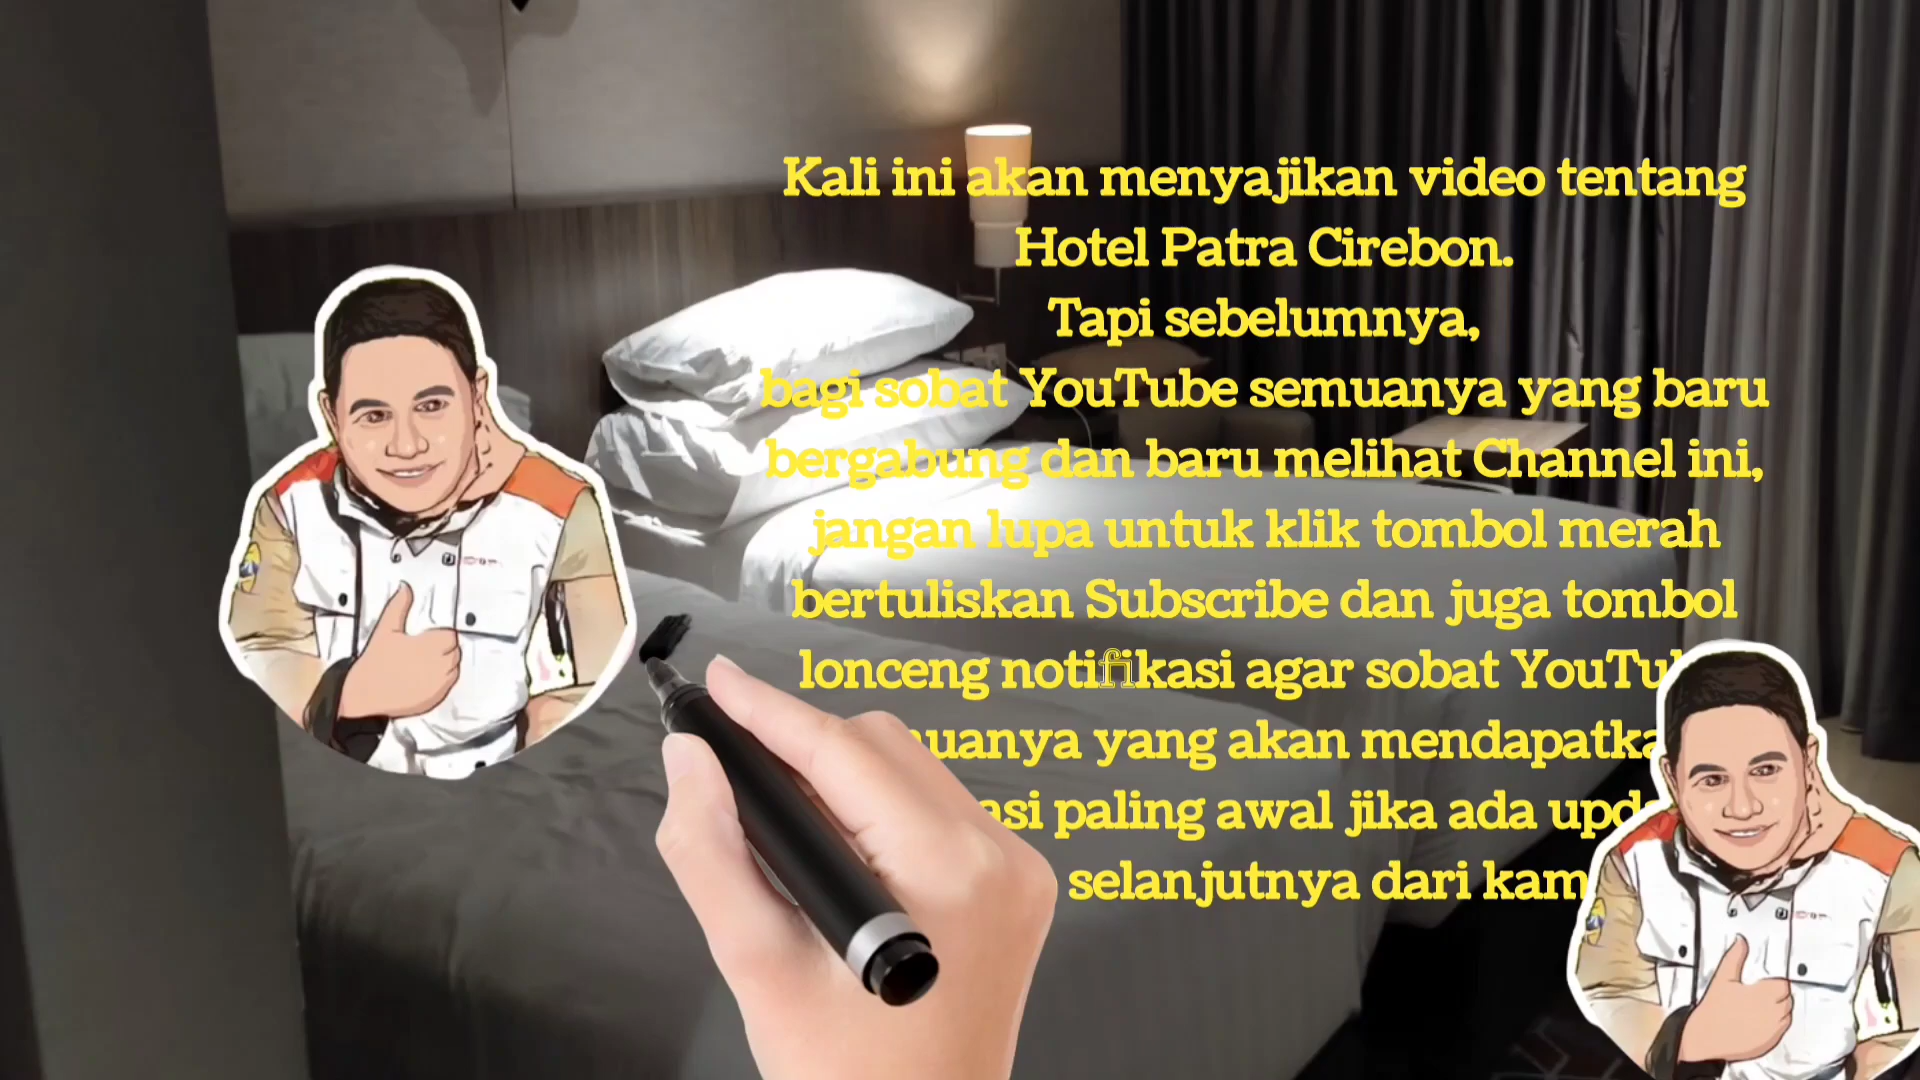 Kali ini akan menyajikan video tentang
Hotel Patra Cirebon.
Tapi sebelumnya,
bagi sobat YouTube semuanya yang baru
bergabung dan baru melihat Channel ini,
jangan lupa untuk klik tombol merah
bertuliskan Subscribe dan juga tombol
lonceng notifikasi agar sobat
yang akan
paling awal jika ada
selanjutnya dari